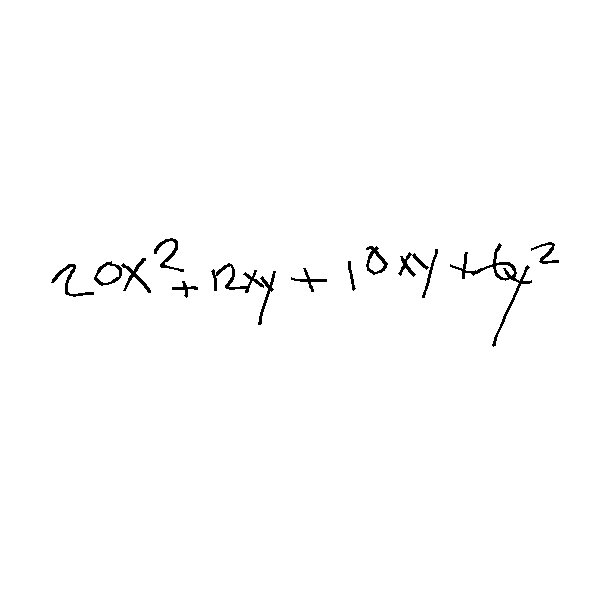 20x² + 12xy + 10xy + 6y²